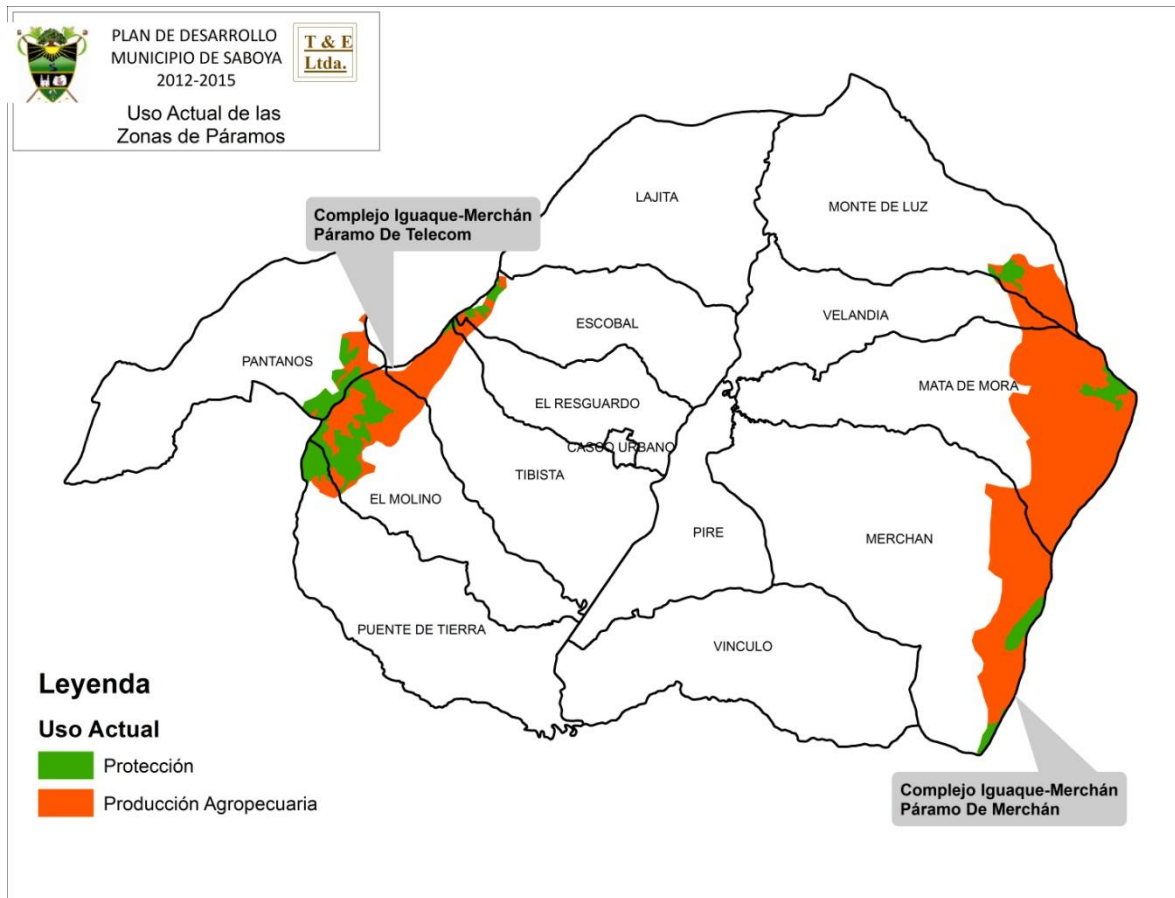 PLAN DE DESARROLLO
MUNICIPIO DE SABOYA
2012-2015
T & E
Ltda.
Uso Actual de las
Zonas de Páramos
LAJITA
MONTE DE LUZ
Complejo Iguaque-Merchán
Páramo De Telecom
ESCOBAL
VELANDIA
PANTANOS
MATA DE MORA
EL RESGUARDO
CASCO URBANO
TIBISTA
EL MOLINO
PIRE
MERCHAN
PUENTE DE TIERRA
VINCULO
Leyenda
Uso Actual
Protección
Producción Agropecuaria
Complejo Iguaque-Merchán
Páramo De Merchán